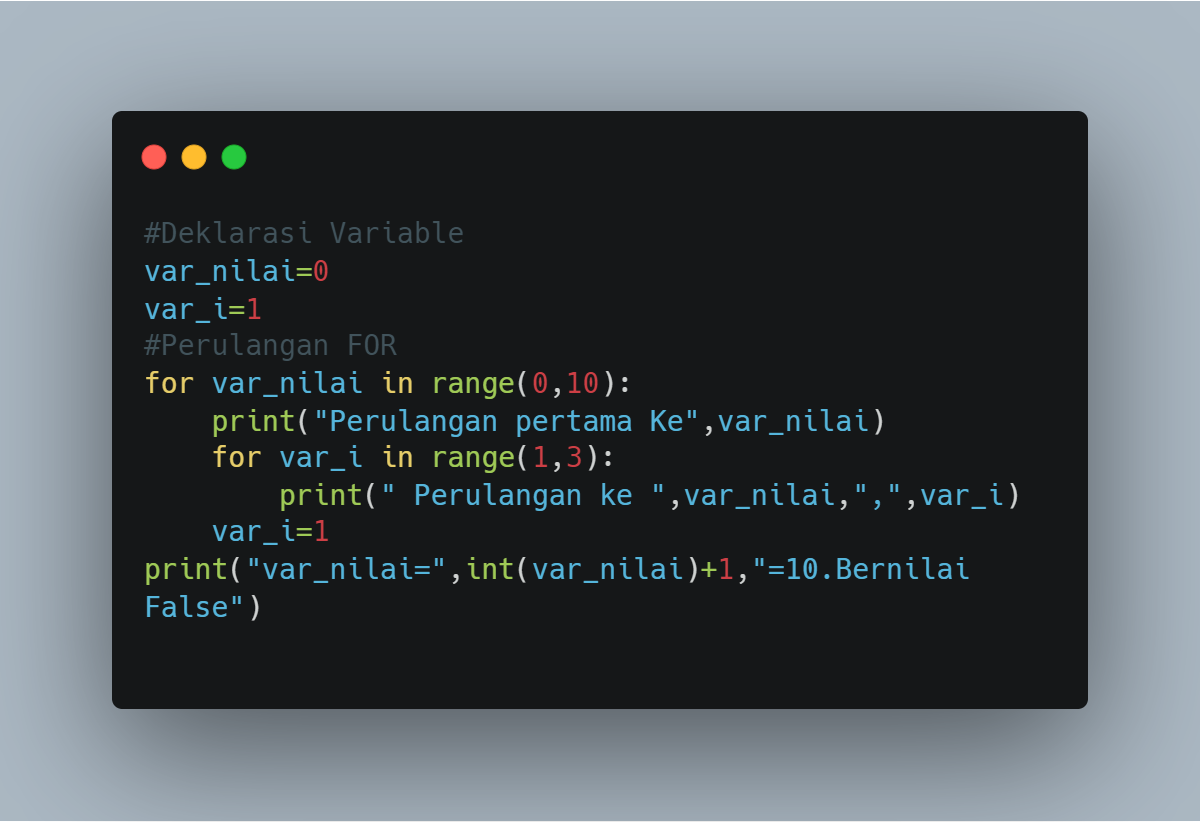 #Deklarasi Variable
var_nilai=0
var_i=1
#Perulangan FOR
for var_nilai in range(0,10):
    print("Perulangan pertama Ke",var_nilai)
    for var_i in range(1,3):
        print(" Perulangan ke ",var_nilai,",",var_i)
    var_i=1
print("var_nilai=",int(var_nilai)+1,"=10.Bernilai
False")